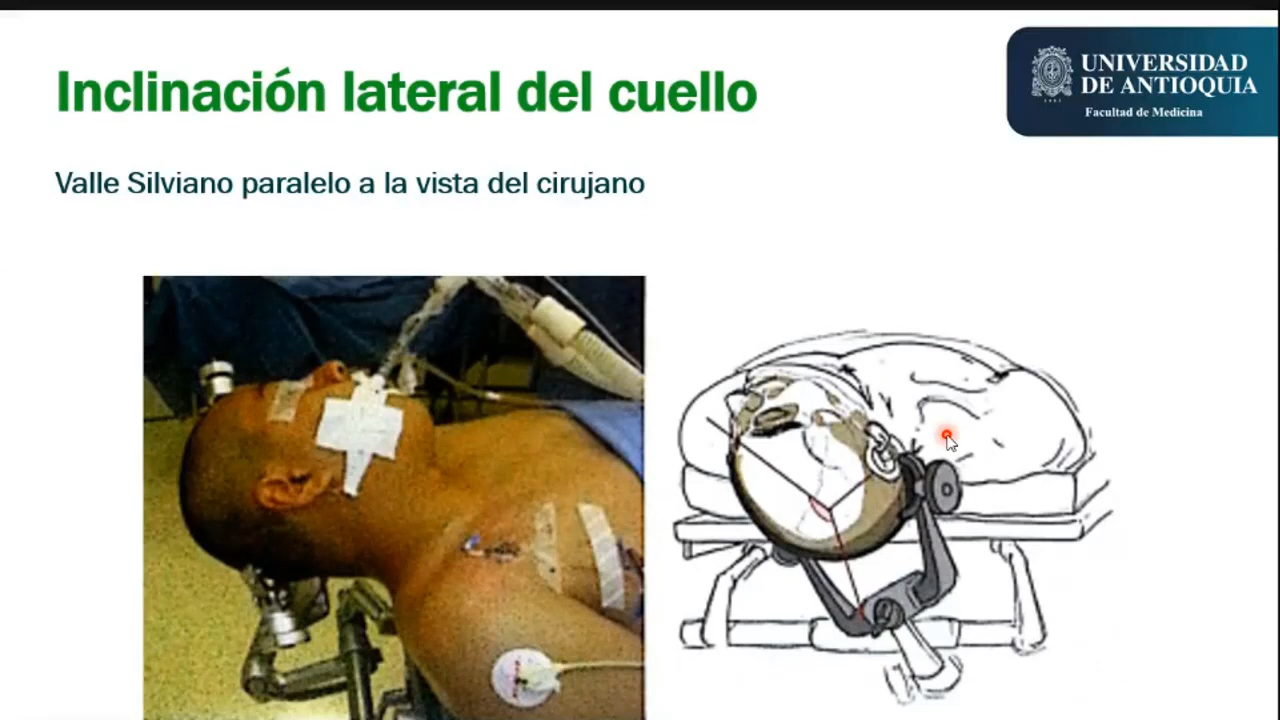 Inclinación lateral del cuello
UNIVERSIDAD
DE ANTIOQUIA
Facultad de Medicina
Valle Silviano paralelo a la vista del cirujano